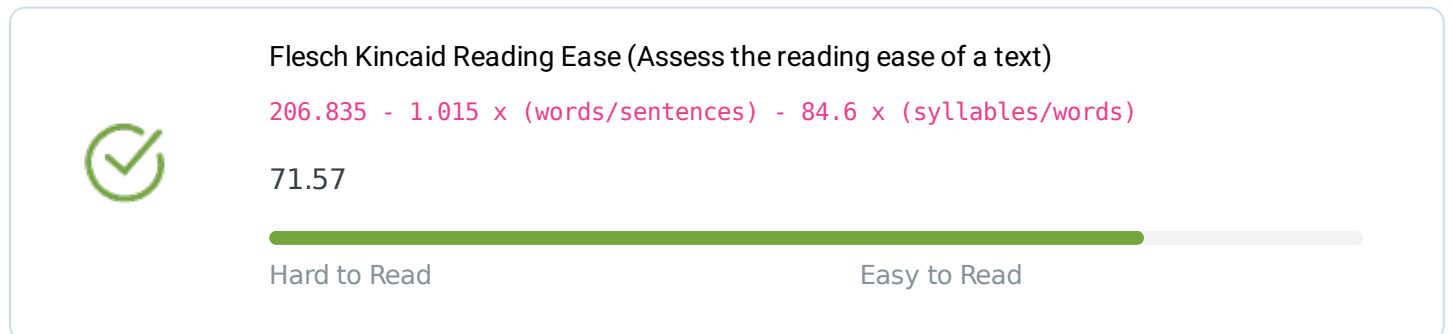 Flesch Kincaid Reading Ease (Assess the reading ease of a text)
206.835 - 1.015 x (words/sentences) - 84.6 x (syllables/words)
71.57
Hard to Read Easy to Read